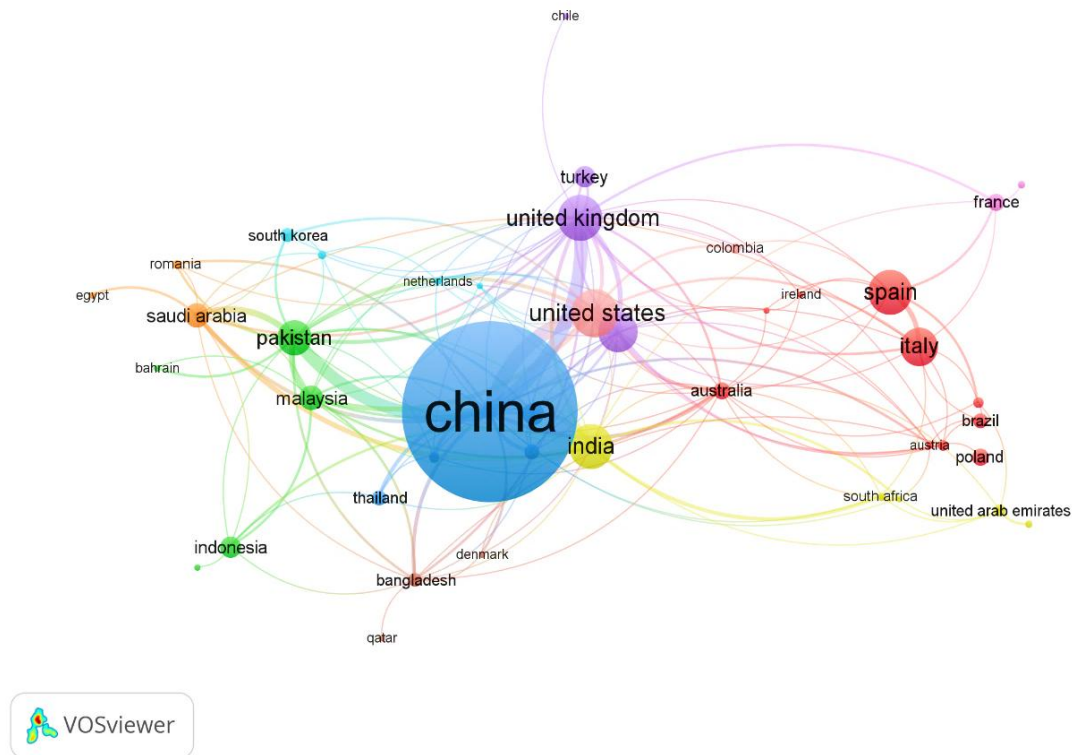 chile
turkey
united kingdom
france
south korea
colombia
romania
netherlands
egypt
ireland
saudi arabia
united states
spain
pakistan
italy
bahrain
malaysia
australia
china
brazil
india
austria
poland
thailand
south africa
united arab emirates
indonesia
denmark
bangladesh
qatar
VOSviewer